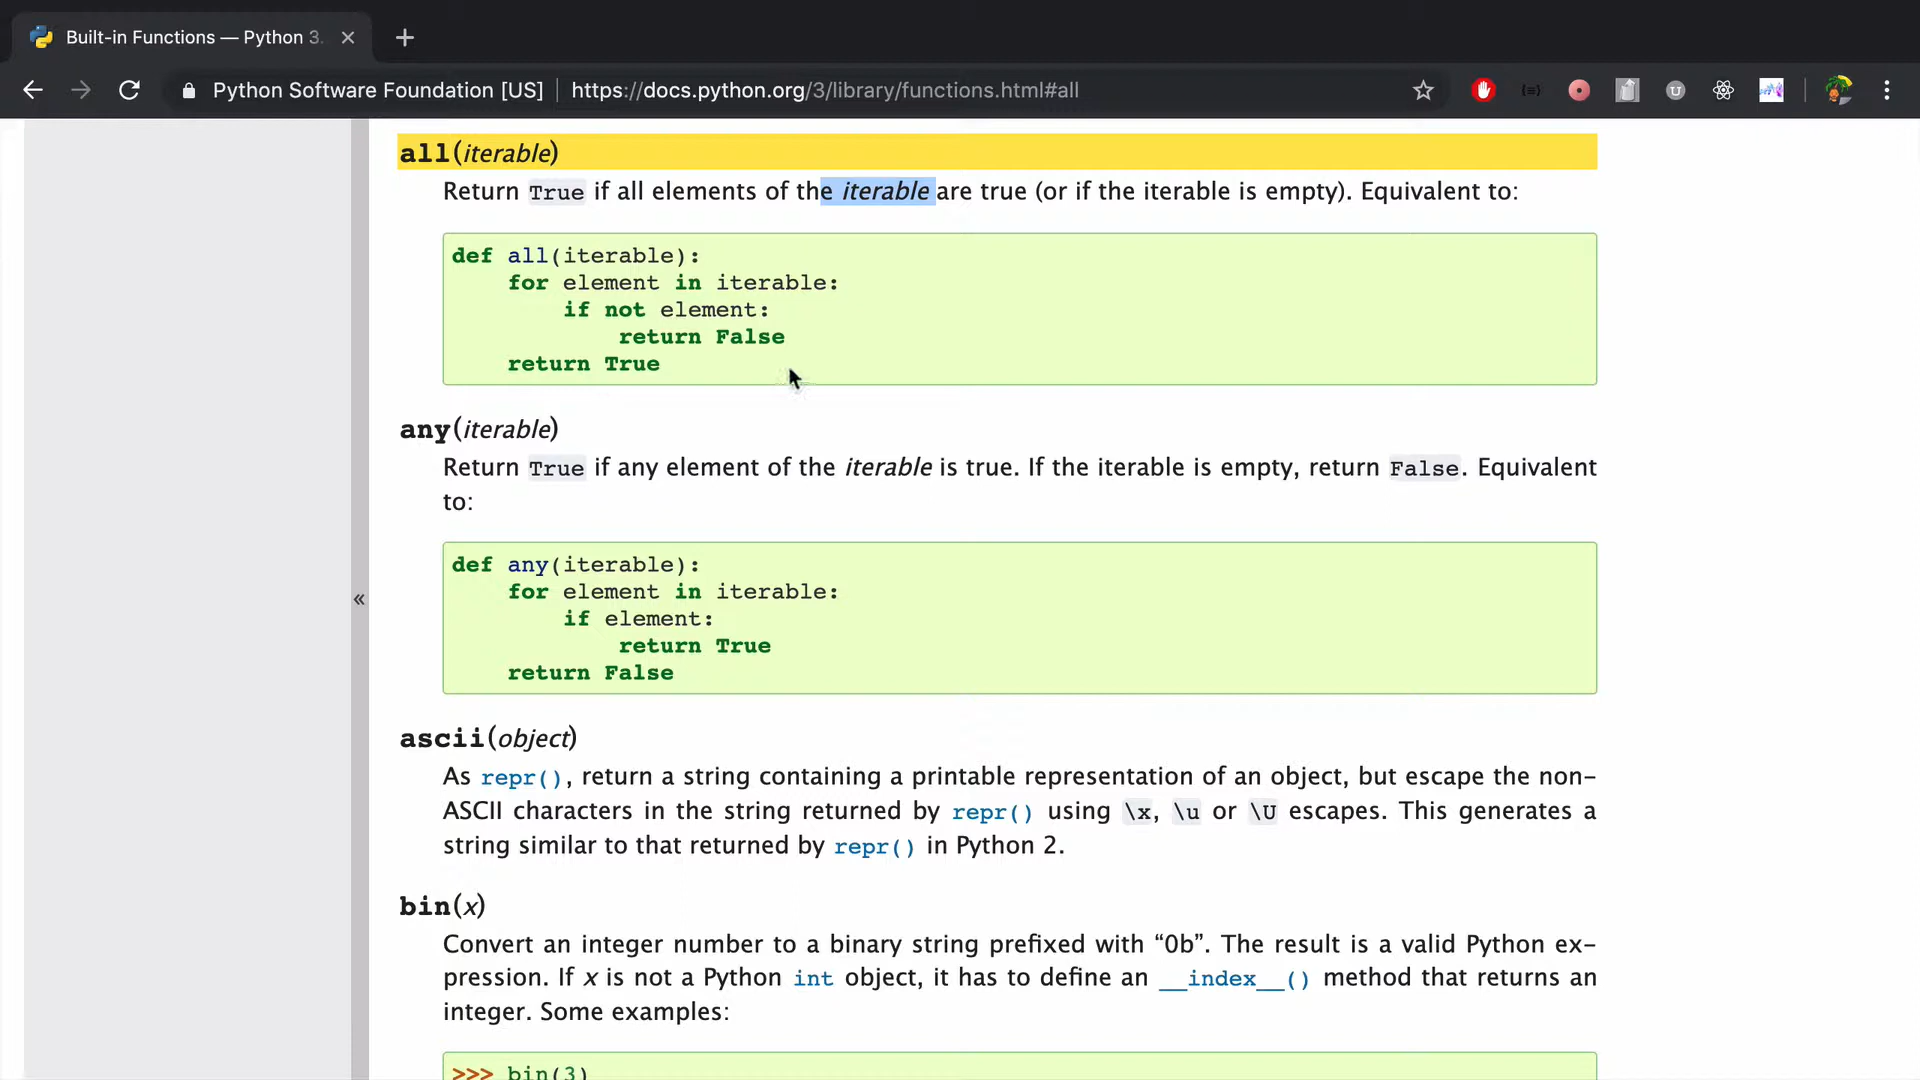 Built-in Functions — Python 3.
Python Software Foundation [US] https://docs.python.org/3/library/functions.html#all
all(iterable)
Return True if all elements of the iterable are true (or if the iterable is empty). Equivalent to:
def all(iterable):
    for element in iterable:
        if not element:
            return False
    return True
any(iterable)
Return True if any element of the iterable is true. If the iterable is empty, return False. Equivalent
to:
def any(iterable):
    for element in iterable:
        if element:
            return True
    return False
«
ascii(object)
As repr(), return a string containing a printable representation of an object, but escape the non-
ASCII characters in the string returned by repr() using \x, \u or \U escapes. This generates a
string similar to that returned by repr() in Python 2.
bin(x)
Convert an integer number to a binary string prefixed with “0b”. The result is a valid Python ex-
pression. If x is not a Python int object, it has to define an __index__() method that returns an
integer. Some examples:
>>> bin(3)